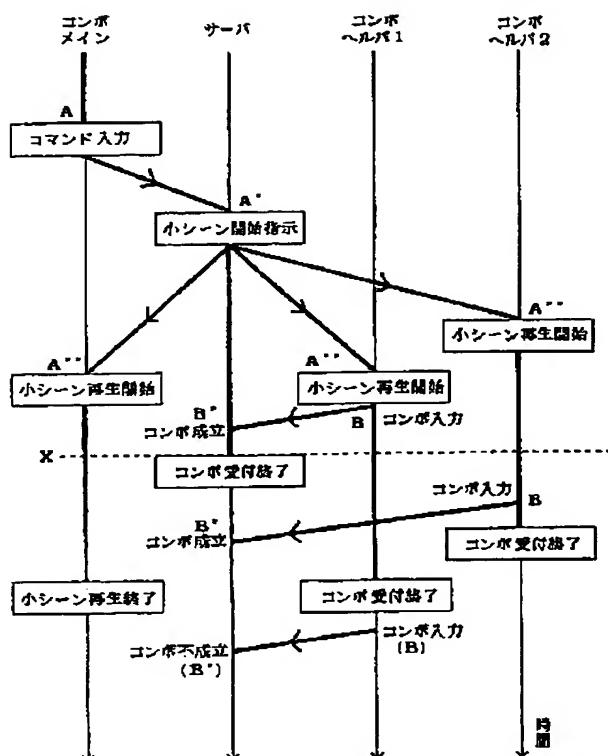 コンボ
メイン
サーバ
コンボ
ヘルパ1
コンボ
ヘルパ2
A
コマンド入力
A'
小シーン開始指示
A''
小シーン再生開始
A''
小シーン再生開始
A''
小シーン再生開始
B'
コンボ成立
B
コンボ入力
X
コンボ受付終了
コンボ入力
B
B'
コンボ成立
コンボ受付終了
小シーン再生終了
コンボ受付終了
コンボ不成立
(B')
コンボ入力
(B)
時間